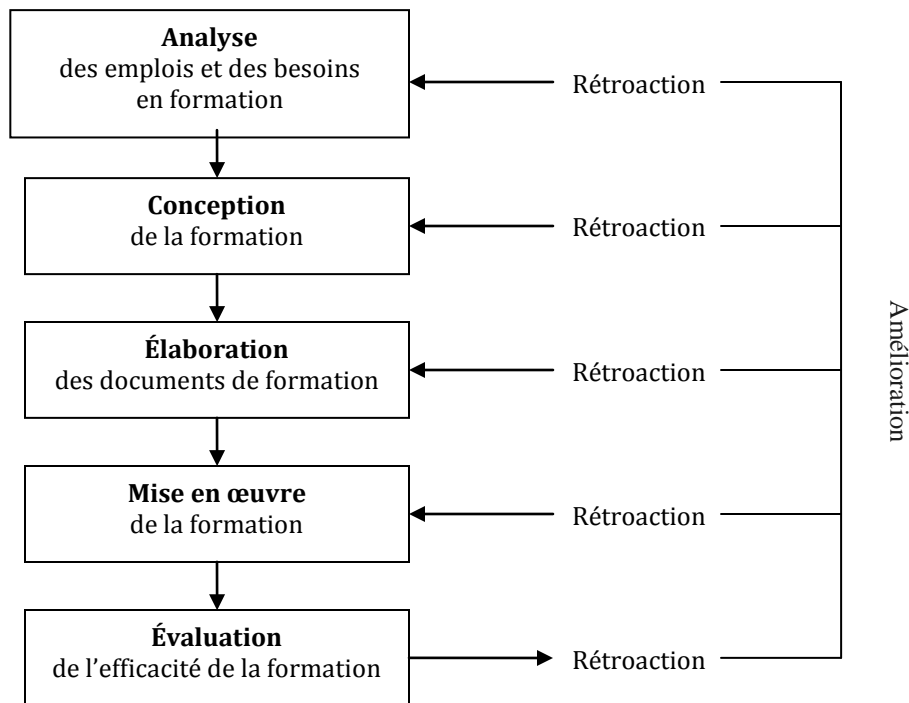 Analyse
des emplois et des besoins
en formation
Rétroaction
Conception
de la formation
Rétroaction
Élaboration
des documents de formation
Rétroaction
Mise en œuvre
de la formation
Rétroaction
Évaluation
de l’efficacité de la formation
Rétroaction
Amélioration